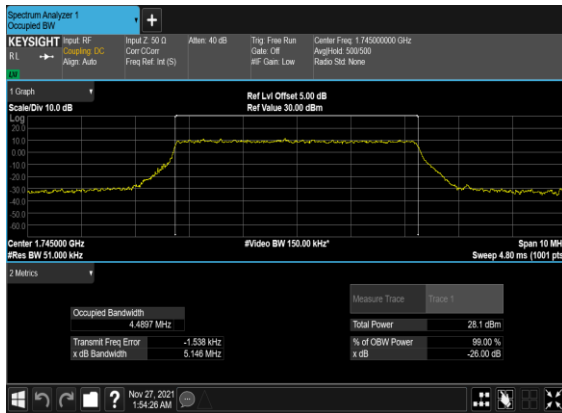 Spectrum Analyzer 1
Occupied BW
KEYSIGHT
RL
Input: RF
Coupling: DC
Align: Auto
Input Z: 50 Ω
Corr CCorr
Freq Ref: Int (S)
Atten: 40 dB
Trig: Free Run
Gate: Off
#IF Gain: Low
Center Freq: 1.745000000 GHz
Avg|Hold: 500/500
Radio Std: None
1 Graph
Scale/Div 10.0 dB
Ref Lvl Offset 5.00 dB
Ref Value 30.00 dBm
Log
20.0
10.0
0.00
-10.0
-20.0
-30.0
-40.0
-50.0
-60.0
Center 1.745000 GHz
#Res BW 51.000 kHz
#Video BW 150.00 kHz*
Span 10 MH
Sweep 4.80 ms (1001 pts
2 Metrics
Measure Trace
Trace 1
Occupied Bandwidth
4.4897 MHz
Total Power
28.1 dBm
Transmit Freq Error
-1.538 kHz
% of OBW Power
99.00 %
x dB Bandwidth
5.146 MHz
x dB
-26.00 dB
?
Nov 27, 2021
1:54:26 AM